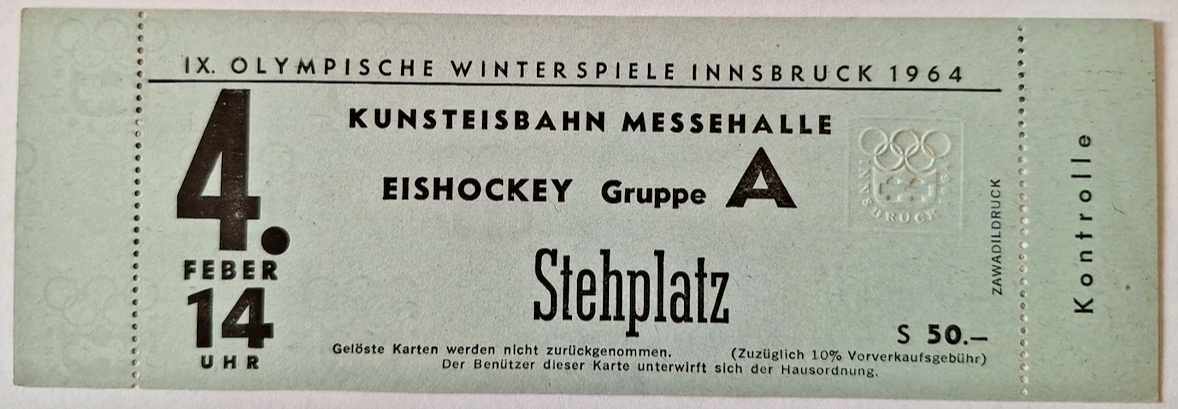 IX. OLYMPISCHE WINTERSPIELE INNSBRUCK 1964
4.
FEBER
14
UHR
KUNSTEISBAHN MESSEHALLE
EISHOCKEY Gruppe A
Stehplatz
S 50.—
Gelöste Karten werden nicht zurückgenommen. (Zuzüglich 10% Vorverkaufsgebühr)
Der Benützer dieser Karte unterwirft sich der Hausordnung.
INNSBRUCK
ZAWADILDRUCK
Kontrolle